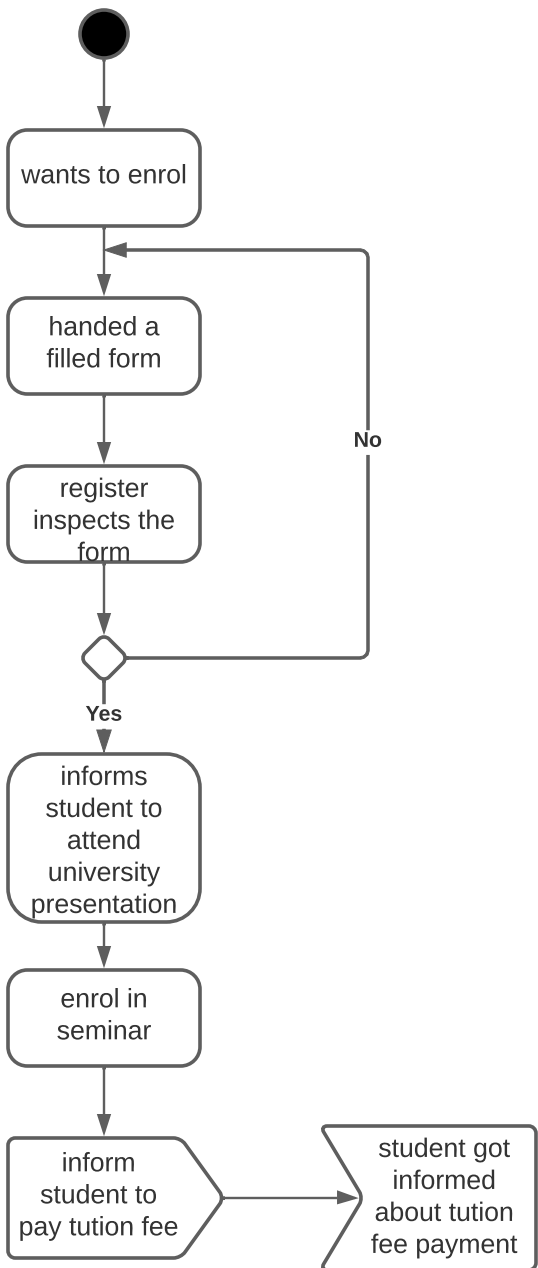 wants to enrol
handed a
filled form
No
register
inspects the
form
Yes
informs
student to
attend
university
presentation
enrol in
seminar
inform
student to
pay tution fee
student got
informed
about tution
fee payment